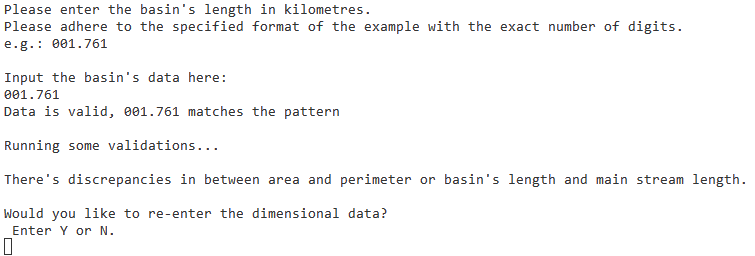 Please enter the basin's length in kilometres.
Please adhere to the specified format of the example with the exact number of digits.
e.g.: 001.761
Input the basin's data here:
001.761
Data is valid, 001.761 matches the pattern
Running some validations...
There's discrepancies in between area and perimeter or basin's length and main stream length.
Would you like to re-enter the dimensional data?
Enter Y or N.